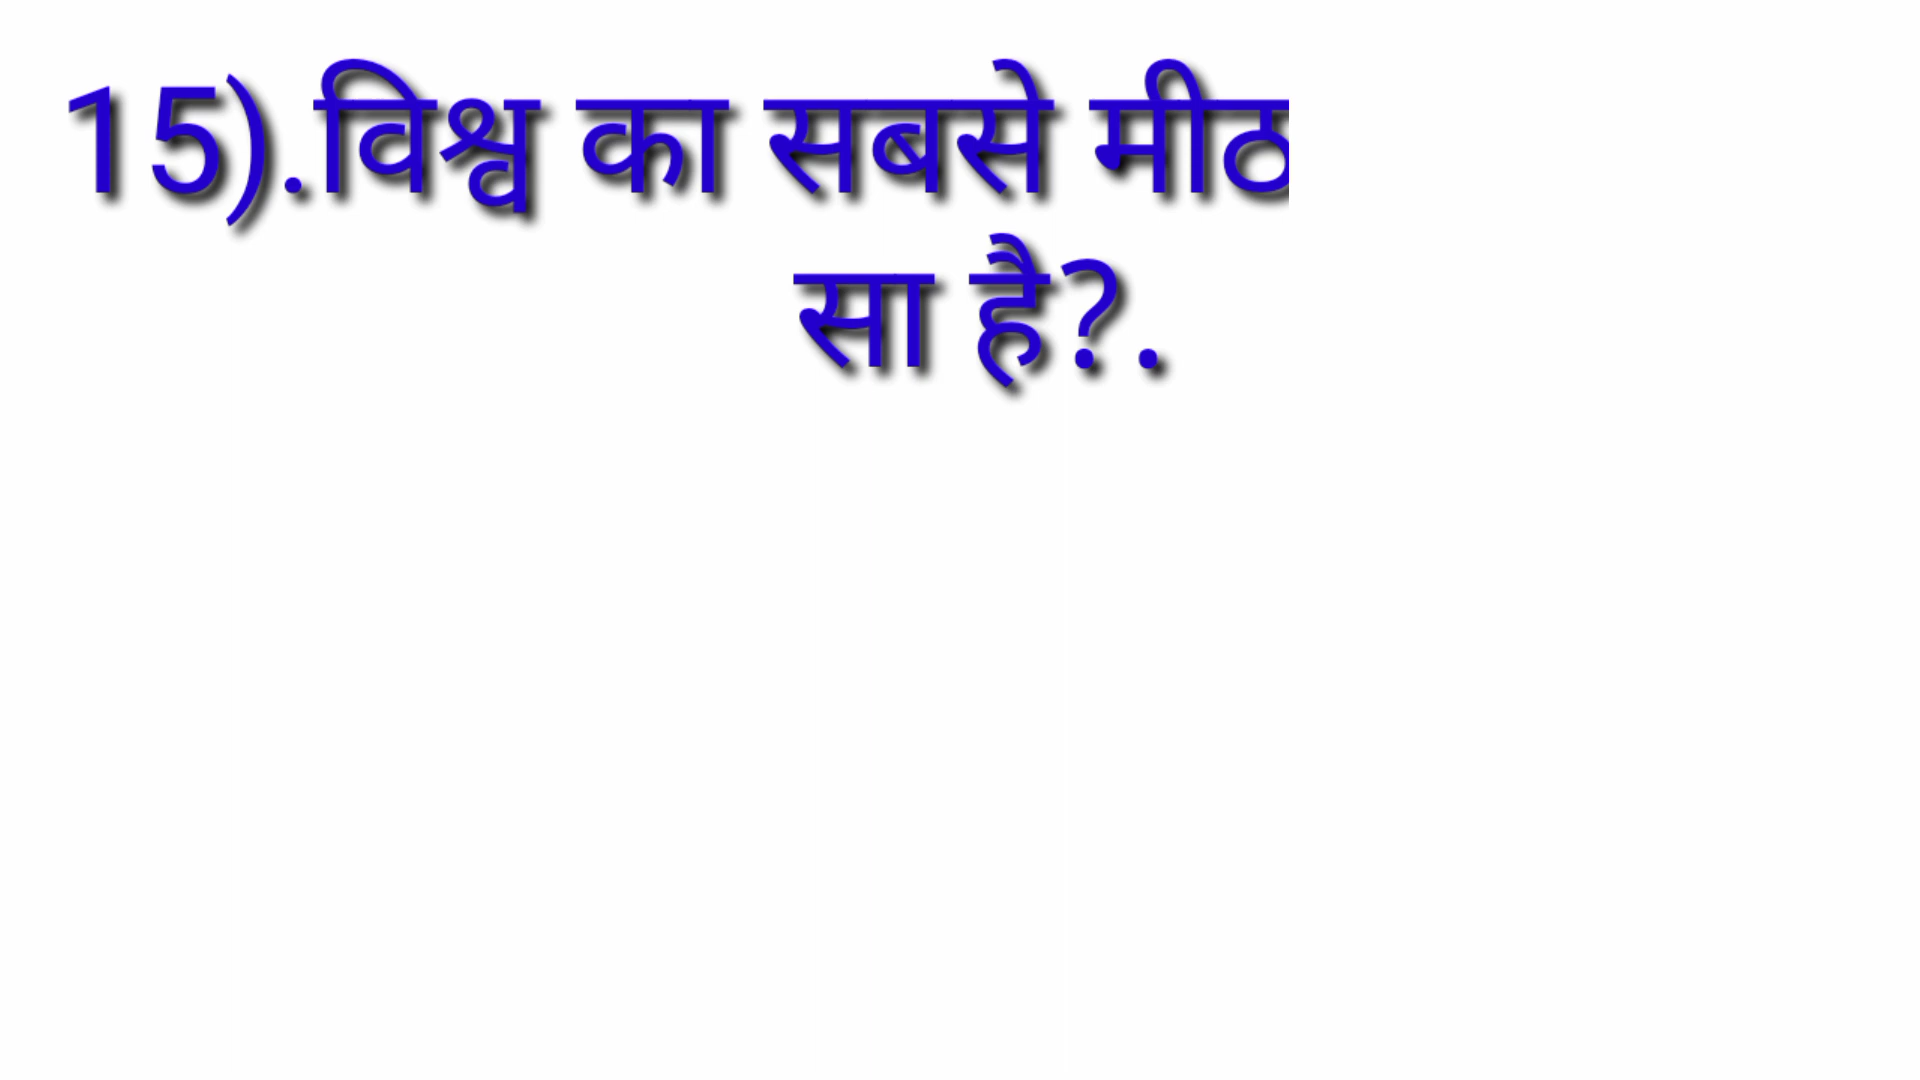 15).विश्व का सबसे मीठ
सा है?.